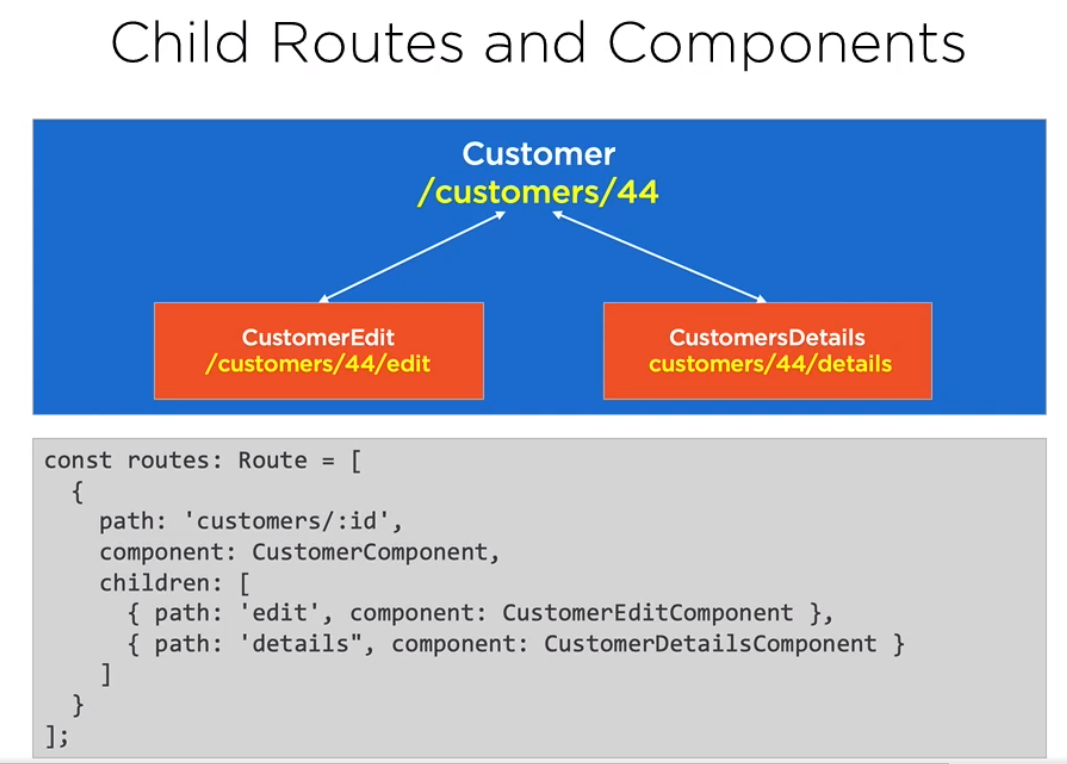 Child Routes and Components
Customer
/customers/44
CustomerEdit
/customers/44/edit
CustomersDetails
customers/44/details
const routes: Route = [
  {
    path: 'customers/:id',
    component: CustomerComponent,
    children: [
      { path: 'edit', component: CustomerEditComponent },
      { path: 'details", component: CustomerDetailsComponent }
    ]
  }
];